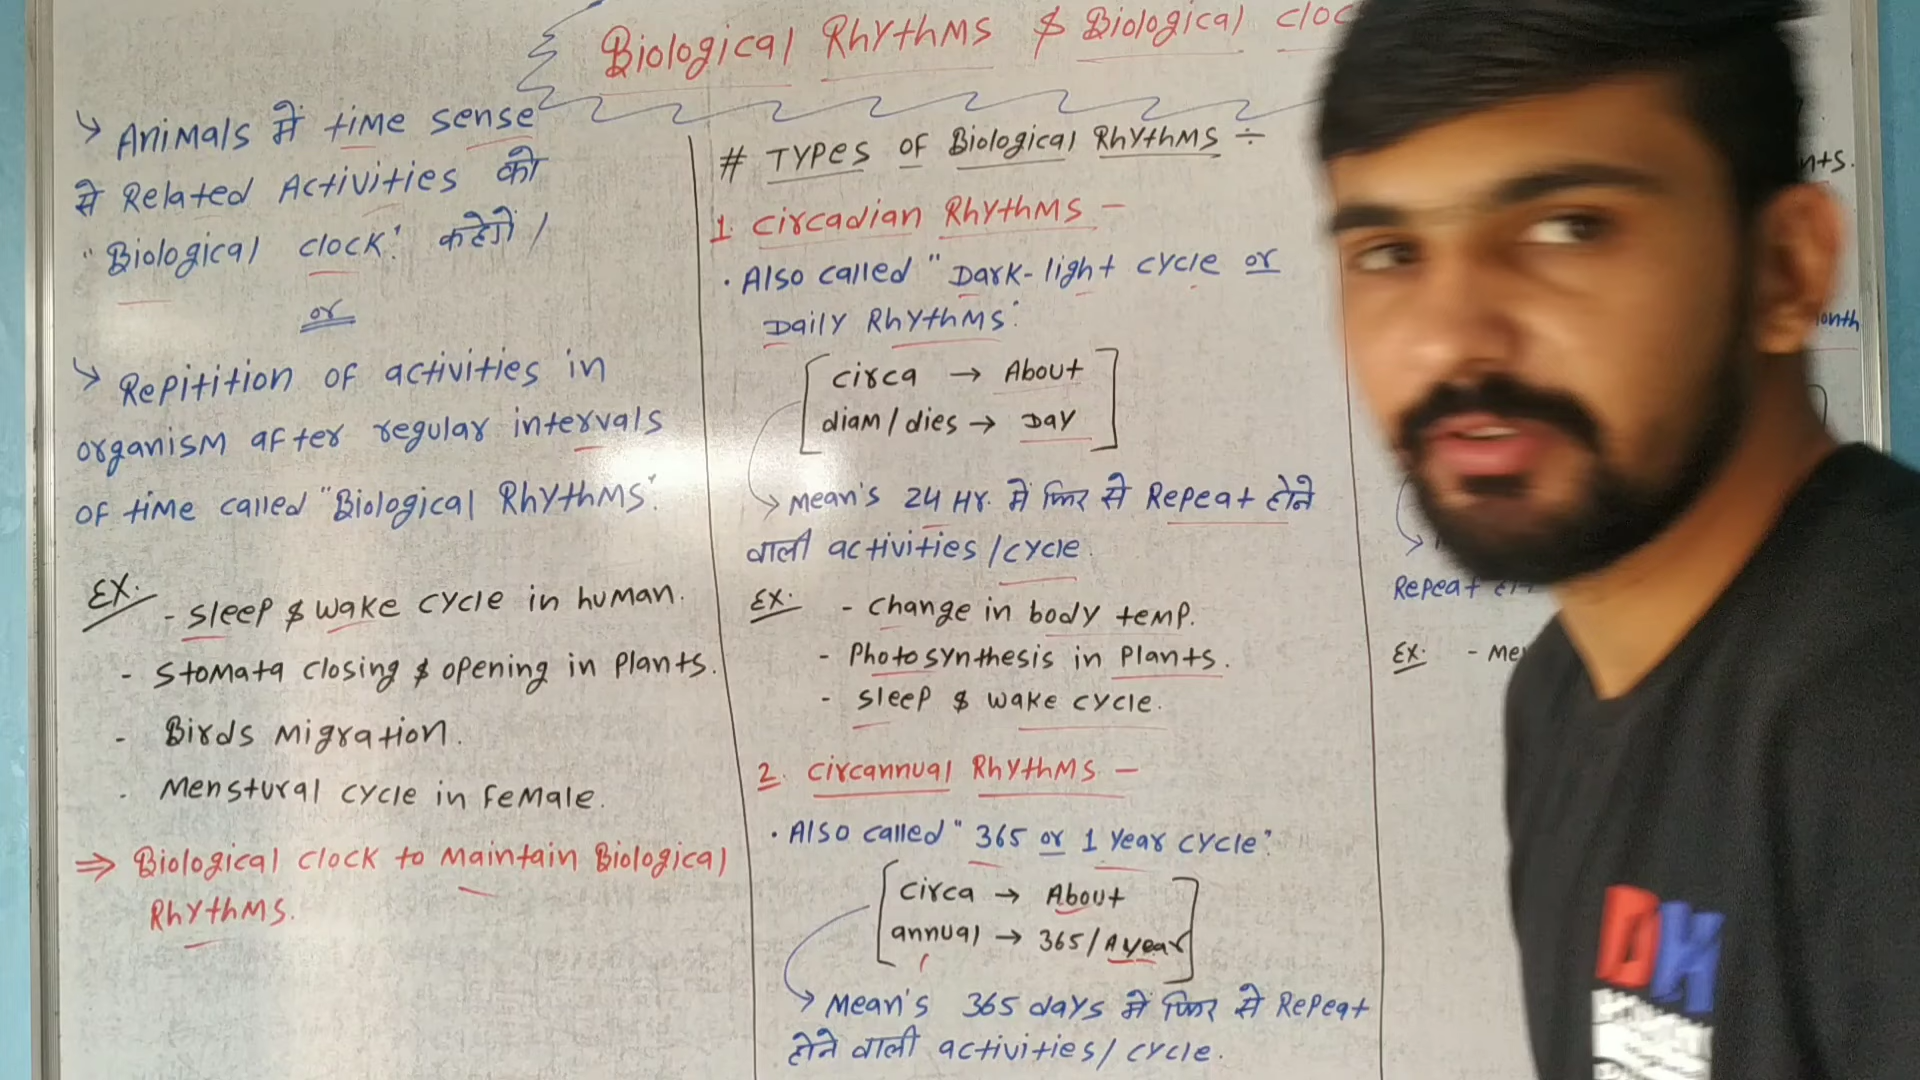 Biological Rhythms $ Biological cloc
↘ Animals में time sense
से Related Activities को
"Biological clock" कहेगें /
or
↘ Repitition of activities in
organism after regular intervals
of time called "Biological Rhythms".
Ex. - sleep $ wake cycle in human.
- stomata closing $ opening in plants.
- Birds migration.
. Menstural cycle in female.
⇒ Biological clock to maintain Biological
Rhythms.
# Types of Biological Rhythms ÷
1. circadian Rhythms -
. Also called "Dark-light cycle or
Daily Rhythms".
circa → About
diam/dies → Day
→ Mean's 24 Hr. में फिर से Repeat होने
वाली activities/cycle.
Ex. - change in body temp.
- Photosynthesis in Plants.
- sleep $ wake cycle.
2. circannual Rhythms -
. Also called "365 or 1 year cycle"
circa → About
annual → 365/A year
→ Mean's 365 days में फिर से Repeat
होने वाली activities/cycle.
nts.
onth
Repeat
Ex. - Me
DK